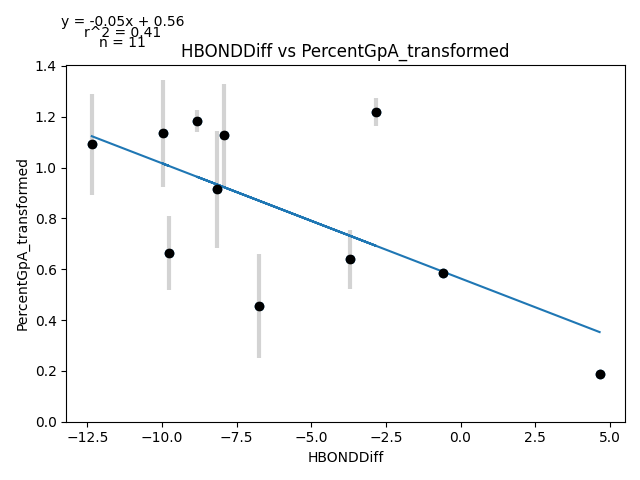 y = -0.05x + 0.56
r^2 = 0.41
n = 11
HBONDDiff vs PercentGpA_transformed
PercentGpA_transformed
1.4
1.2
1.0
0.8
0.6
0.4
0.2
0.0
−12.5 −10.0 −7.5 −5.0 −2.5 0.0 2.5 5.0
HBONDDiff